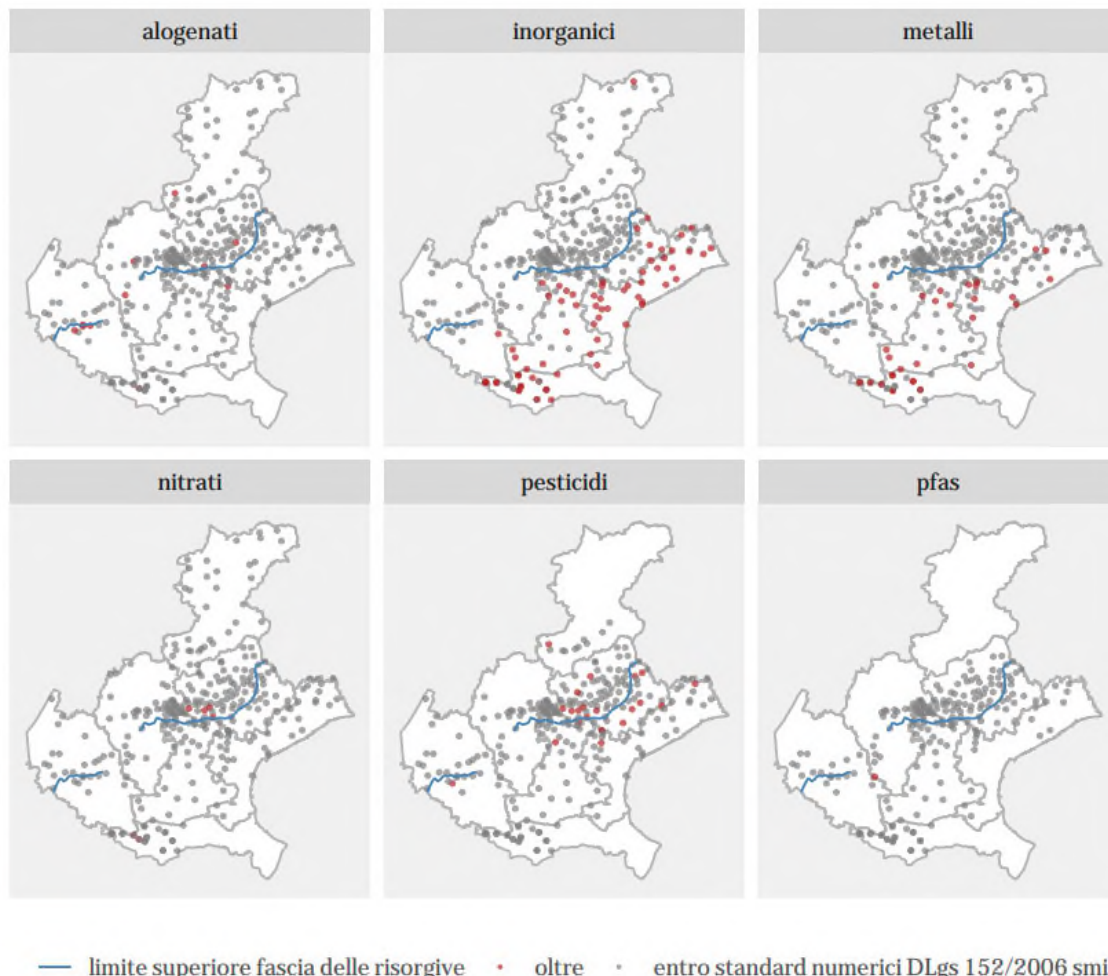 alogenati inorganici metalli
nitrati pesticidi pfas
limite superiore fascia delle risorgive oltre entro standard numerici DLgs 152/2006 smi